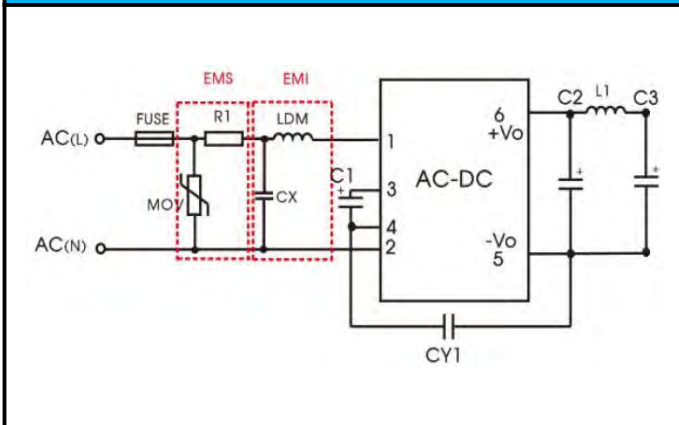 EMS EMI
FUSE R1 LDM
C2 L1 C3
6
+Vo
AC(L) 1
C1
+ 3 AC-DC + +
MOV CX
4
AC(N) 2
-Vo
5
CY1